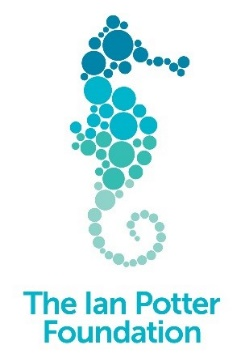 The Ian Potter
Foundation